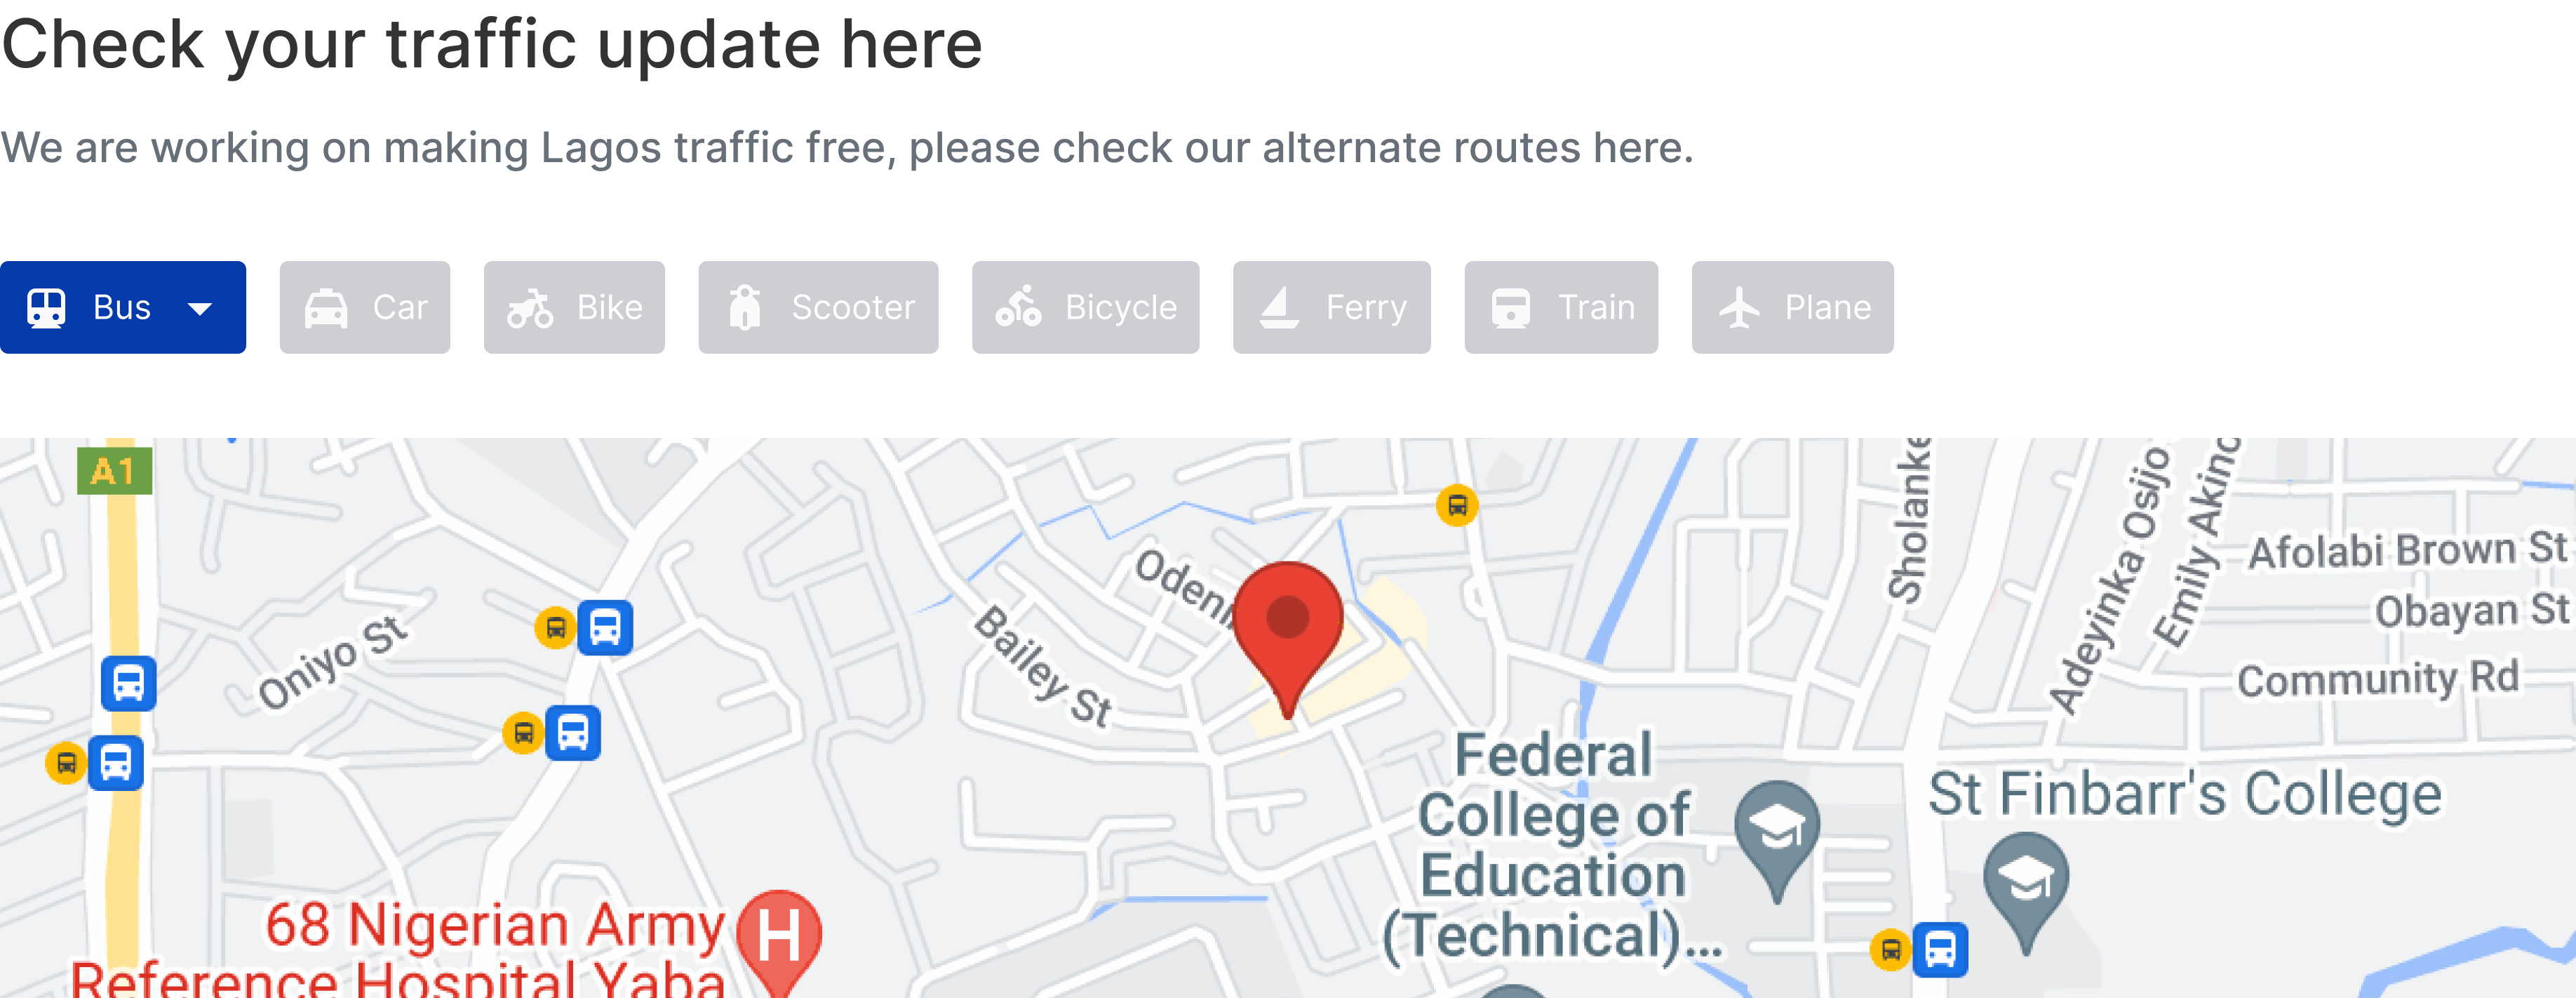 Check your traffic update here
We are working on making Lagos traffic free, please check our alternate routes here.
Bus
Car
Bike
Scooter
Bicycle
Ferry
Train
Plane
A1
Oniyo St
Bailey St
Sholanke
Adeyinka Osijo
Emily Akino
Afolabi Brown St
Obayan St
Community Rd
Federal
College of
Education
(Technical)...
St Finbarr's College
68 Nigerian Army
Reference Hospital Yaba
H